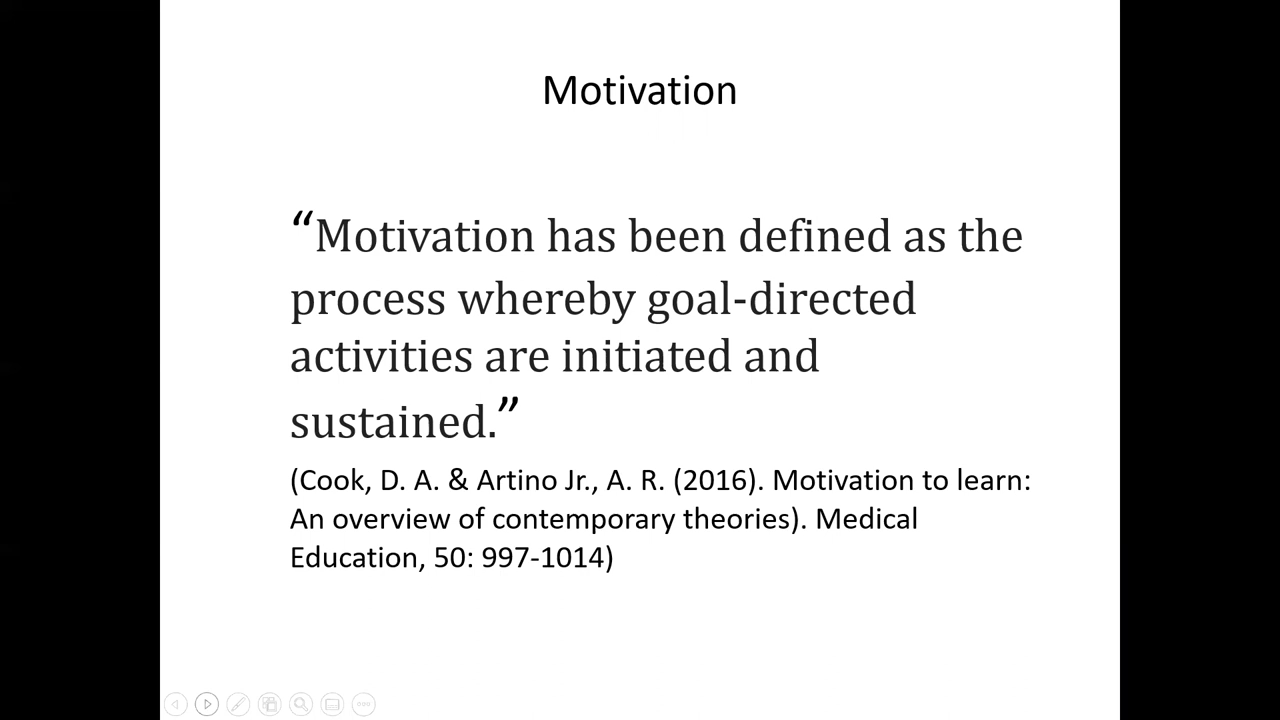 Motivation
“Motivation has been defined as the
process whereby goal-directed
activities are initiated and
sustained.”
(Cook, D. A. & Artino Jr., A. R. (2016). Motivation to learn:
An overview of contemporary theories). Medical
Education, 50: 997-1014)